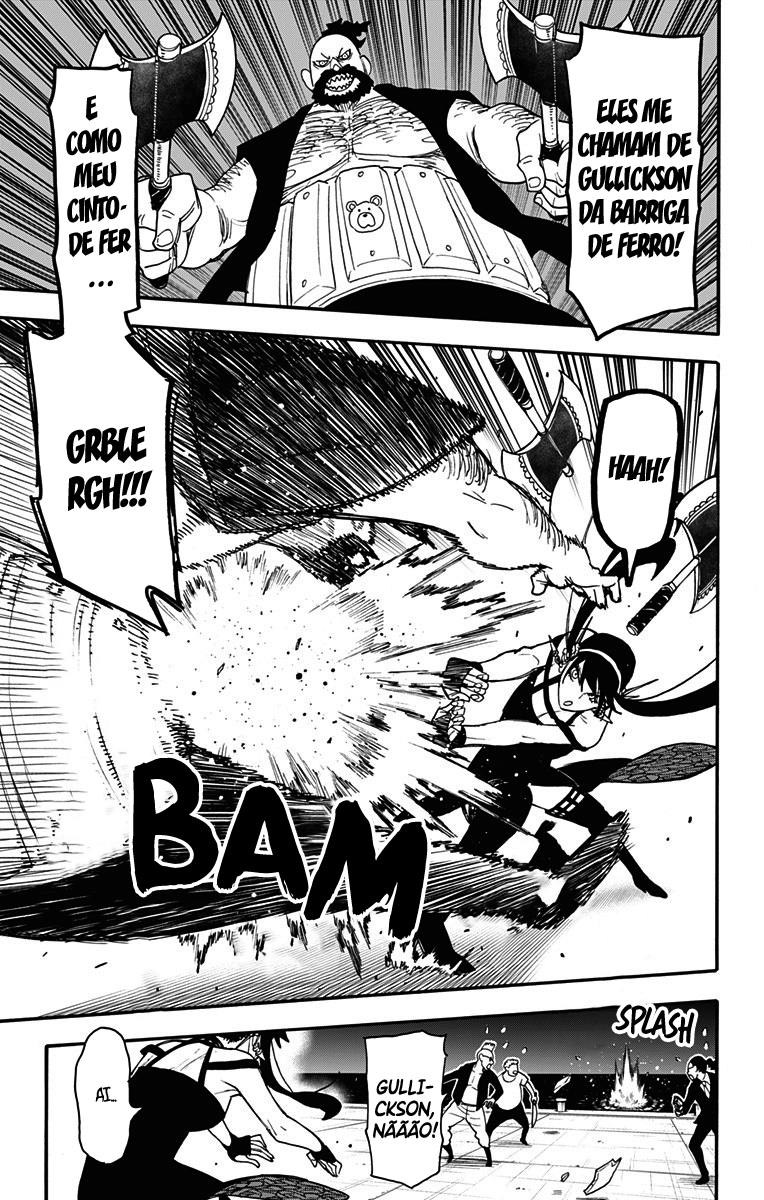 ELES ME
CHAMAM DE
GULLICKSON
DA BARRIGA
DE FERRO!
E
COMO
MEU
CINTO-
DE FER
...
HAAH!
GRBLE
RGH!!!
BAM
SPLASH
GULLI-
CKSON,
NÃÃÃO!
AI...